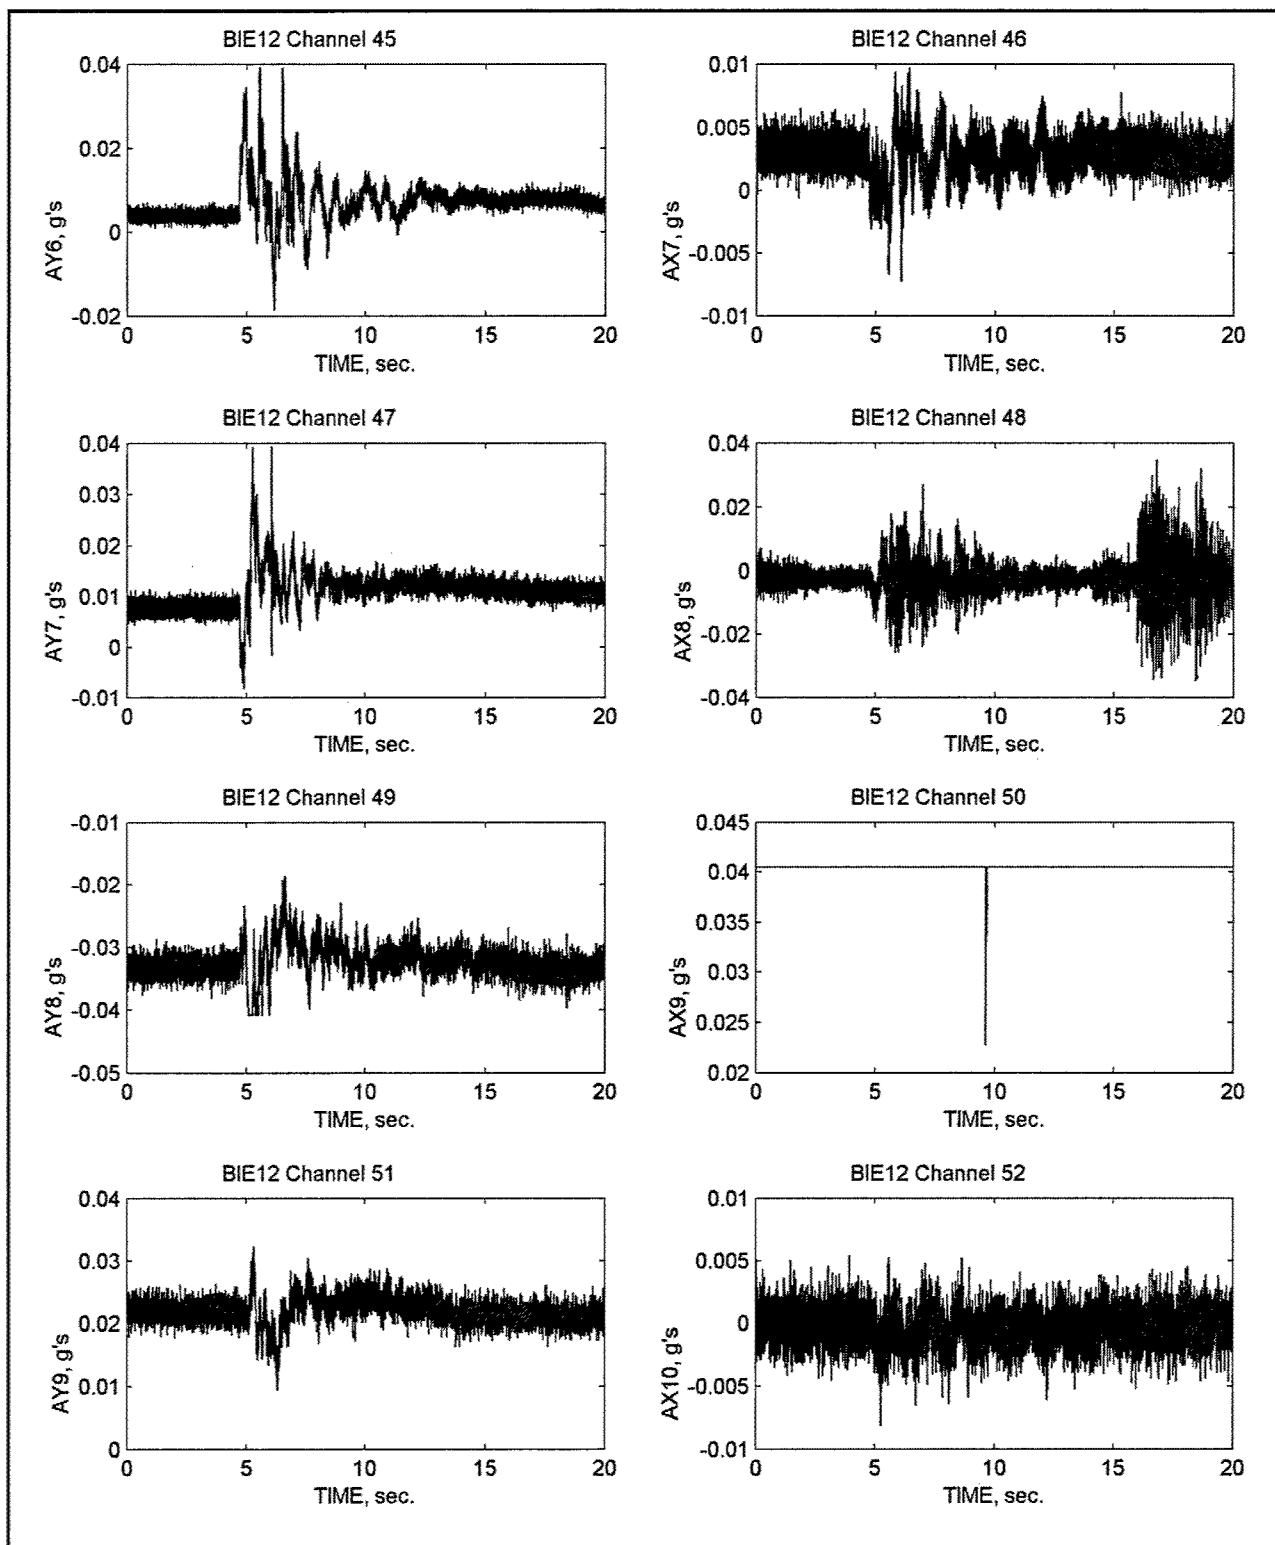 BIE12 Channel 45
0.04
0.02
0
-0.02
AY6, g's
0 5 10 15 20
TIME, sec.
BIE12 Channel 46
0.01
0.005
0
-0.005
-0.01
AX7, g's
0 5 10 15 20
TIME, sec.
BIE12 Channel 47
0.04
0.03
0.02
0.01
0
-0.01
AY7, g's
0 5 10 15 20
TIME, sec.
BIE12 Channel 48
0.04
0.02
0
-0.02
-0.04
AX8, g's
0 5 10 15 20
TIME, sec.
BIE12 Channel 49
-0.01
-0.02
-0.03
-0.04
-0.05
AY8, g's
0 5 10 15 20
TIME, sec.
BIE12 Channel 50
0.045
0.04
0.035
0.03
0.025
0.02
AX9, g's
0 5 10 15 20
TIME, sec.
BIE12 Channel 51
0.04
0.03
0.02
0.01
0
AY9, g's
0 5 10 15 20
TIME, sec.
BIE12 Channel 52
0.01
0.005
0
-0.005
-0.01
AX10, g's
0 5 10 15 20
TIME, sec.